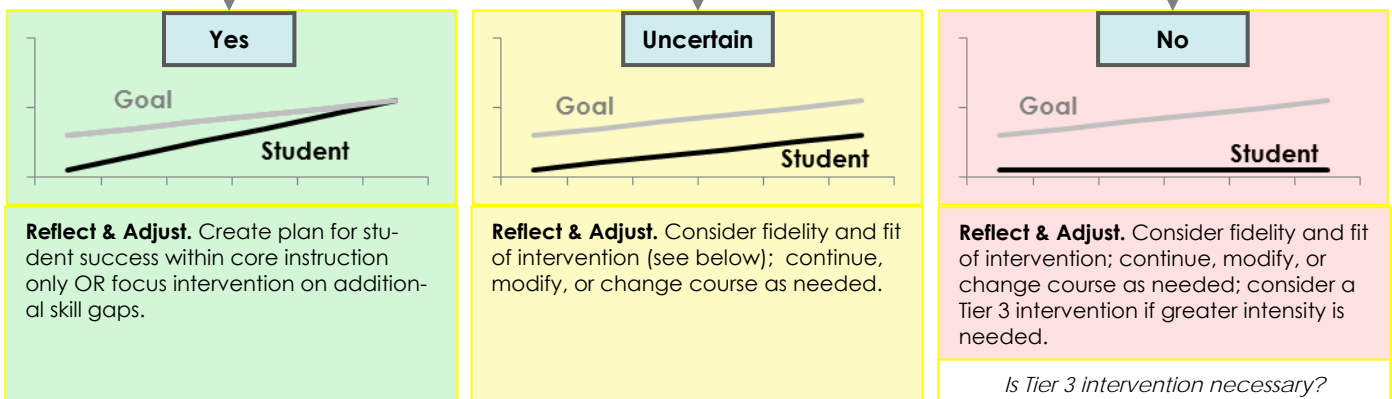 Yes
Goal
Student
Reflect & Adjust. Create plan for stu-
dent success within core instruction
only OR focus intervention on addition-
al skill gaps.
Uncertain
Goal
Student
Reflect & Adjust. Consider fidelity and fit
of intervention (see below);  continue,
modify, or change course as needed.
No
Goal
Student
Reflect & Adjust. Consider fidelity and fit
of intervention; continue, modify, or
change course as needed; consider a
Tier 3 intervention if greater intensity is
needed.
Is Tier 3 intervention necessary?